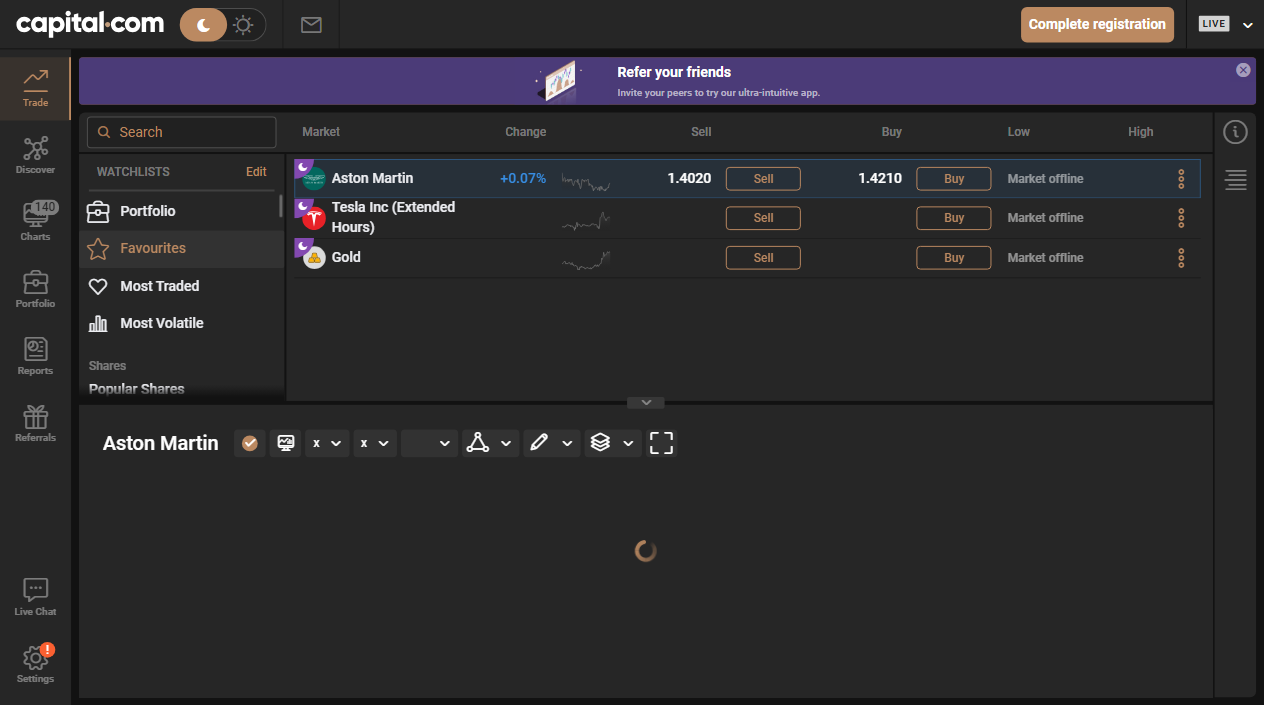 capital.com
Complete registration
LIVE
Refer your friends
Invite your peers to try our ultra-intuitive app.
Trade
Discover
140
Charts
Portfolio
Reports
Referrals
Live Chat
!
Settings
Search
WATCHLISTS
Edit
Portfolio
Favourites
Most Traded
Most Volatile
Shares
Popular Shares
Market
Change
Sell
Buy
Low
High
Aston Martin
+0.07%
1.4020
Sell
1.4210
Buy
Market offline
Tesla Inc (Extended
Hours)
Sell
Buy
Market offline
Gold
Sell
Buy
Market offline
Aston Martin
x
x